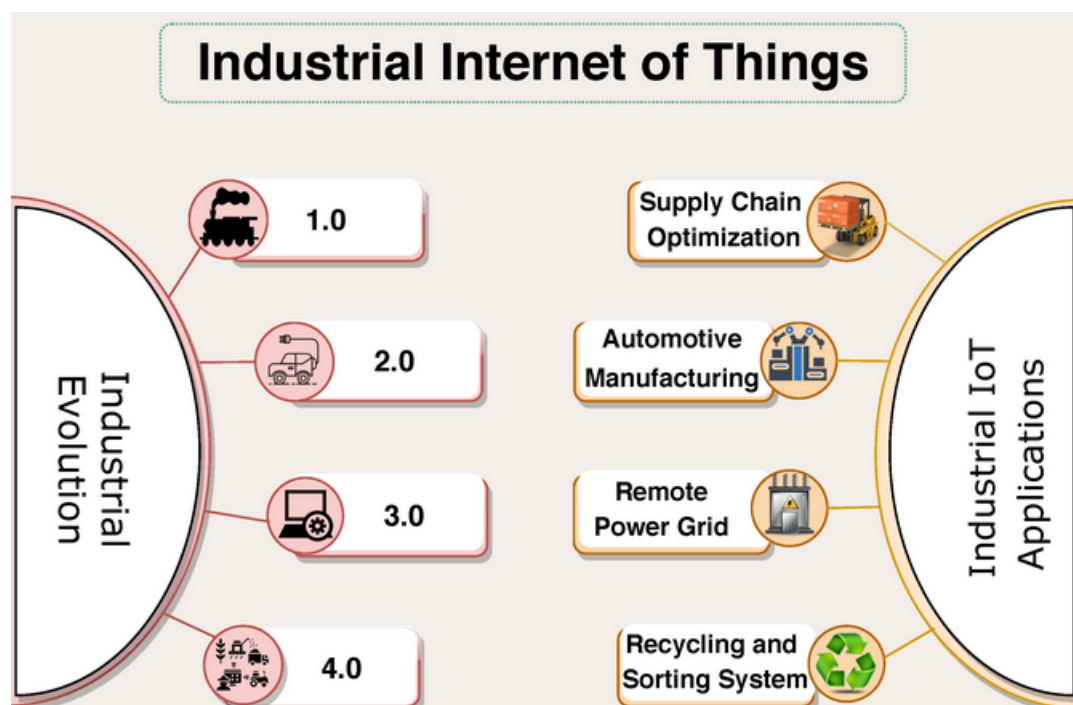 Industrial Internet of Things
Industrial
Evolution
1.0
2.0
3.0
4.0
Supply Chain
Optimization
Automotive
Manufacturing
Remote
Power Grid
Recycling and
Sorting System
Industrial IoT
Applications